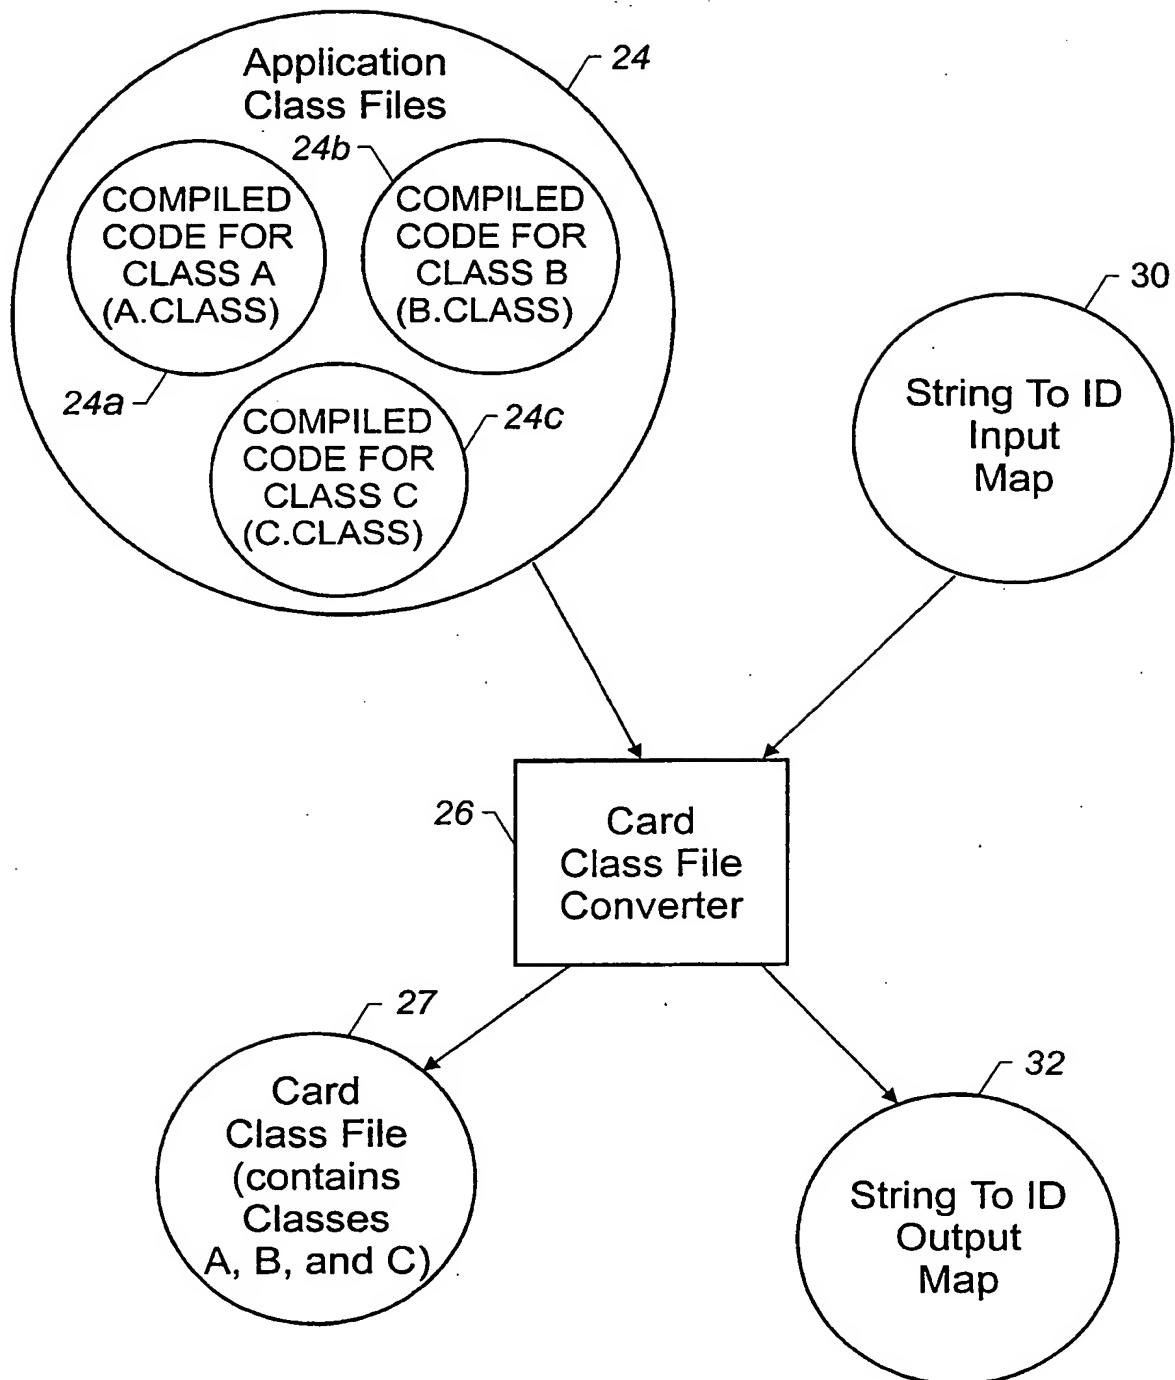 Application
Class Files
24
24b
COMPILED
CODE FOR
CLASS A
(A.CLASS)
COMPILED
CODE FOR
CLASS B
(B.CLASS)
24a
COMPILED
CODE FOR
CLASS C
(C.CLASS)
24c
30
String To ID
Input
Map
26
Card
Class File
Converter
27
Card
Class File
(contains
Classes
A, B, and C)
32
String To ID
Output
Map